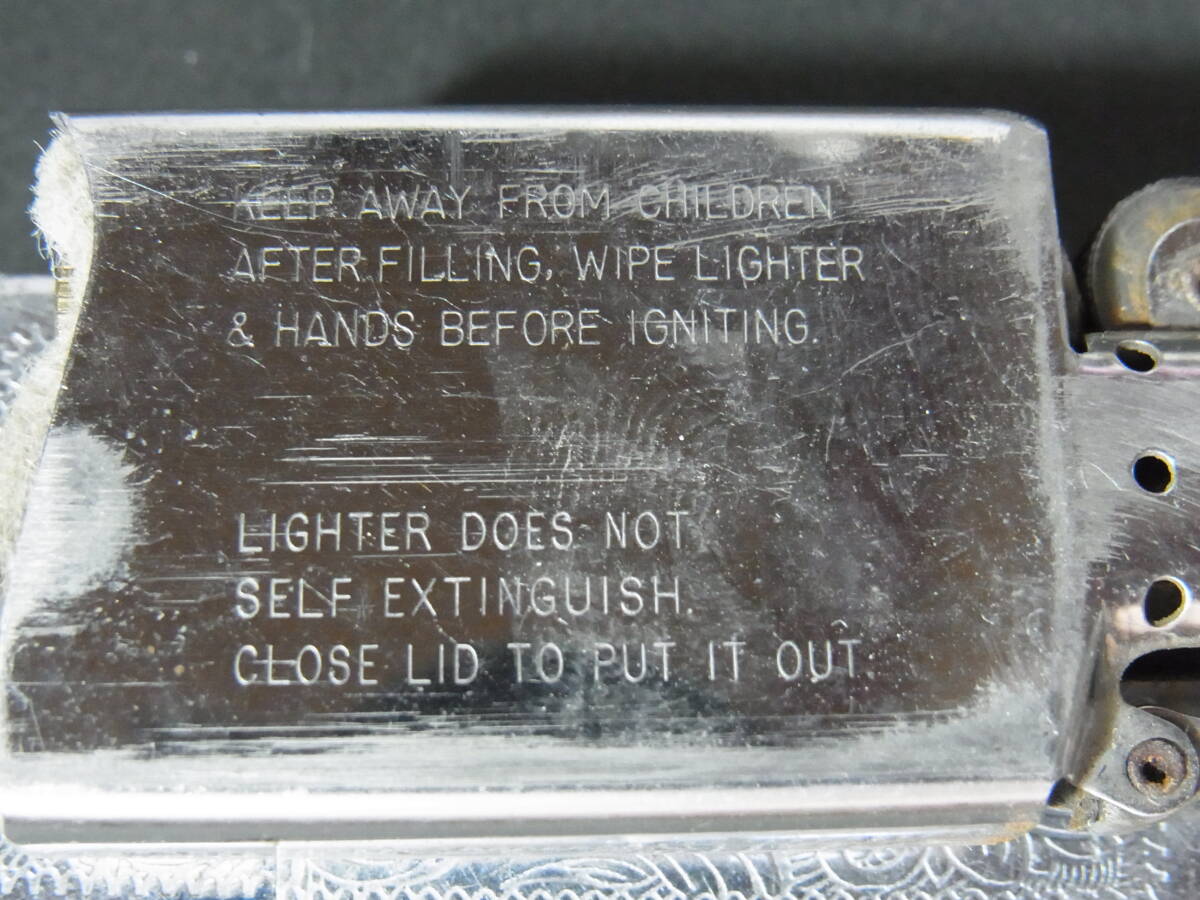 KEEP AWAY FROM CHILDREN
AFTER FILLING, WIPE LIGHTER
& HANDS BEFORE IGNITING.
LIGHTER DOES NOT
SELF EXTINGUISH.
CLOSE LID TO PUT IT OUT.